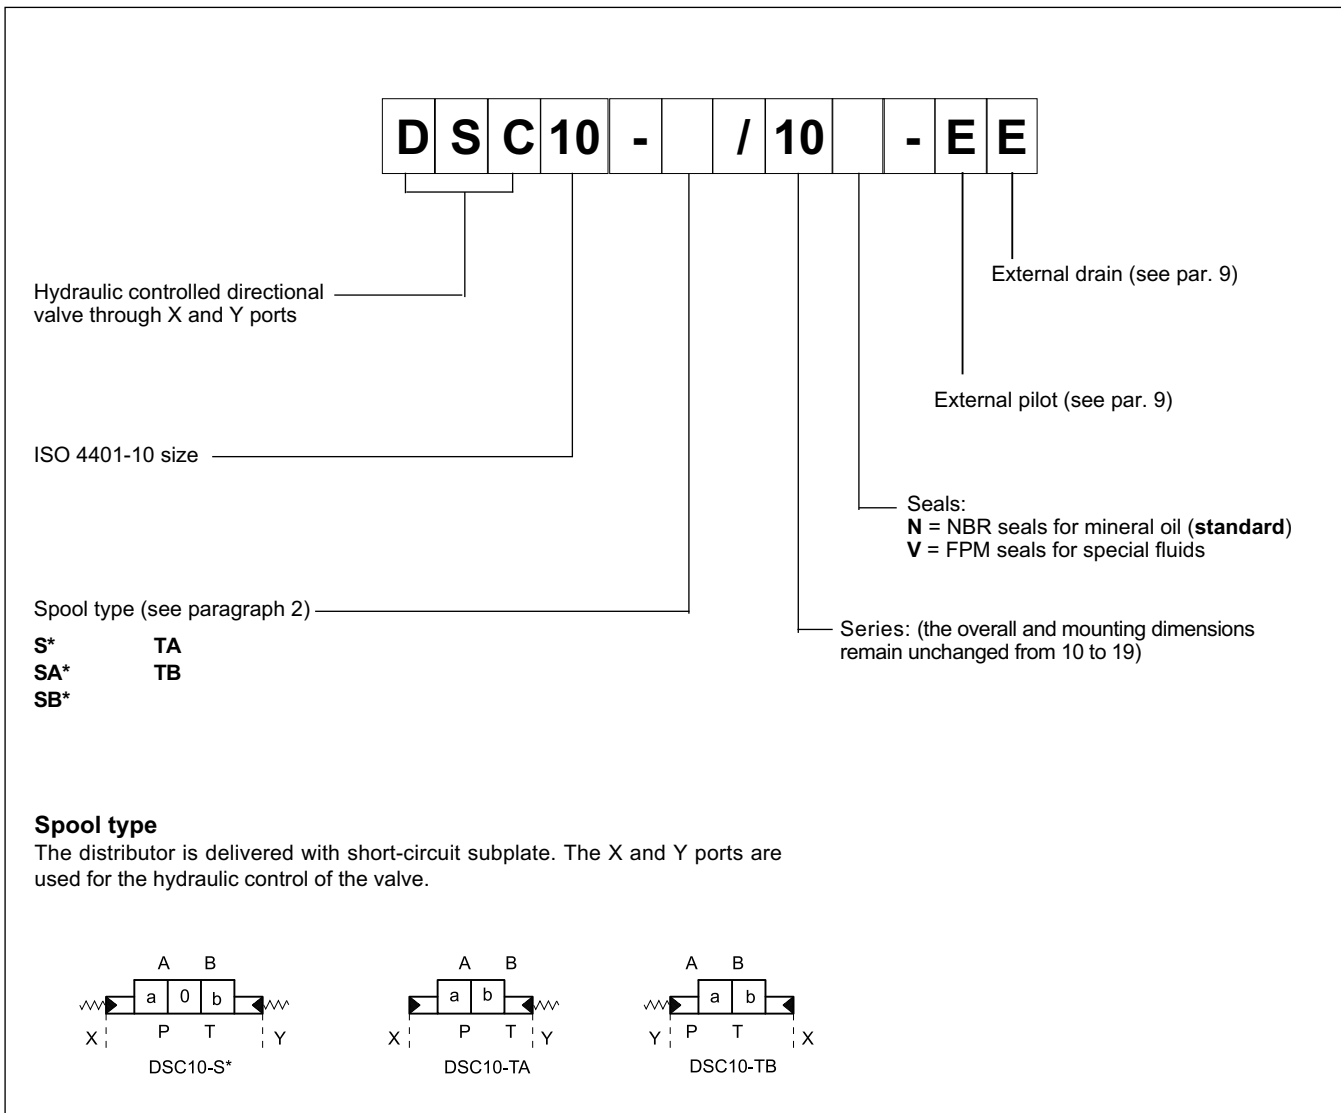 DSC10 - / 10 - E E
External drain (see par. 9)
Hydraulic controlled directional
valve through X and Y ports
External pilot (see par. 9)
ISO 4401-10 size
Seals:
N = NBR seals for mineral oil (standard)
V = FPM seals for special fluids
Spool type (see paragraph 2)
S* TA
SA* TB
SB*
Series: (the overall and mounting dimensions
remain unchanged from 10 to 19)
Spool type
The distributor is delivered with short-circuit subplate. The X and Y ports are
used for the hydraulic control of the valve.
A B
a 0 b
X P T Y
DSC10-S*
A B
a b
X P T Y
DSC10-TA
A B
a b
Y P T X
DSC10-TB